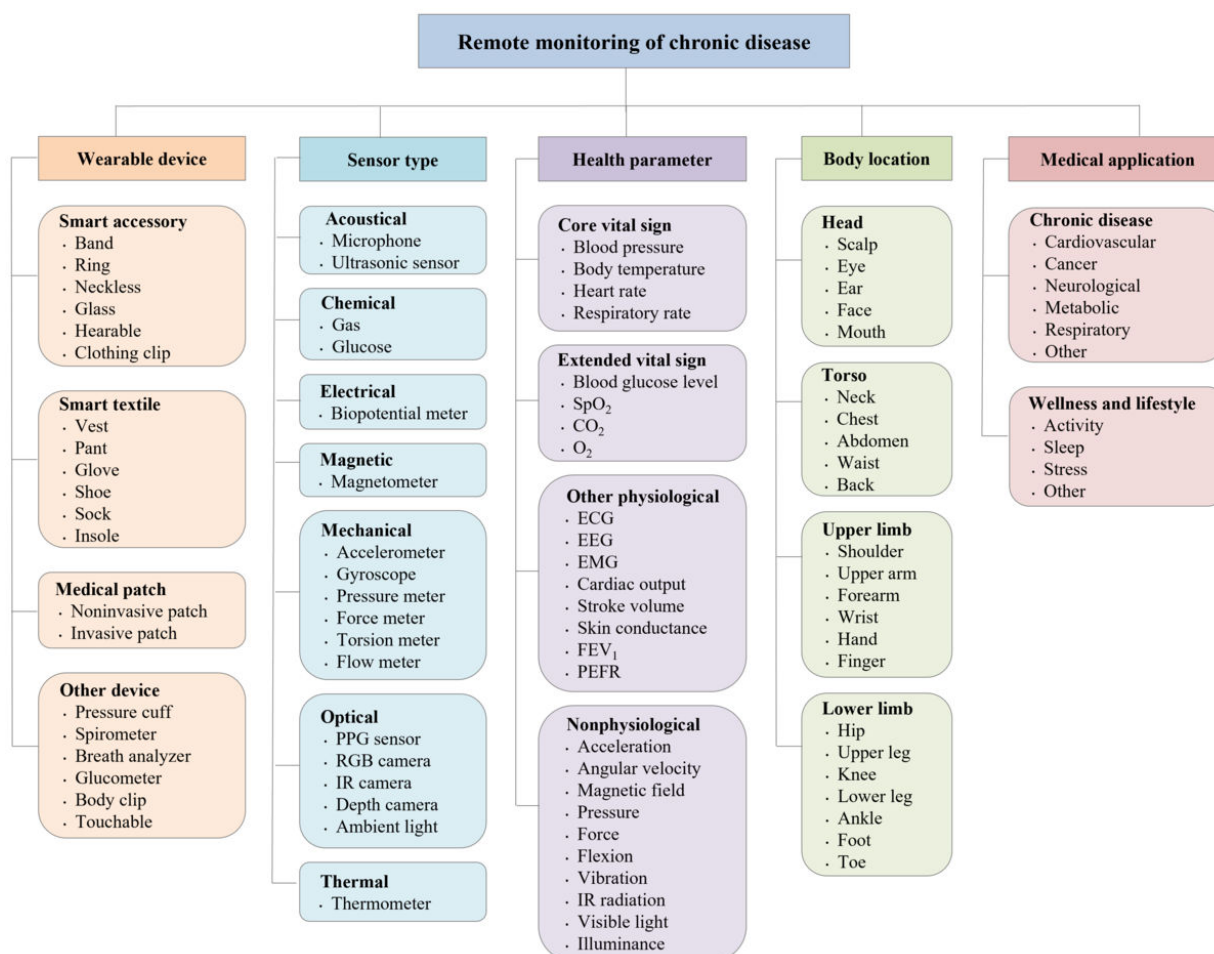 Remote monitoring of chronic disease
Wearable device
Smart accessory
· Band
· Ring
· Neckless
· Glass
· Hearable
· Clothing clip
Smart textile
· Vest
· Pant
· Glove
· Shoe
· Sock
· Insole
Medical patch
· Noninvasive patch
· Invasive patch
Other device
· Pressure cuff
· Spirometer
· Breath analyzer
· Glucometer
· Body clip
· Touchable
Sensor type
Acoustical
· Microphone
· Ultrasonic sensor
Chemical
· Gas
· Glucose
Electrical
· Biopotential meter
Magnetic
· Magnetometer
Mechanical
· Accelerometer
· Gyroscope
· Pressure meter
· Force meter
· Torsion meter
· Flow meter
Optical
· PPG sensor
· RGB camera
· IR camera
· Depth camera
· Ambient light
Thermal
· Thermometer
Health parameter
Core vital sign
· Blood pressure
· Body temperature
· Heart rate
· Respiratory rate
Extended vital sign
· Blood glucose level
· SpO₂
· CO₂
· O₂
Other physiological
· ECG
· EEG
· EMG
· Cardiac output
· Stroke volume
· Skin conductance
· FEV₁
· PEFR
Nonphysiological
· Acceleration
· Angular velocity
· Magnetic field
· Pressure
· Force
· Flexion
· Vibration
· IR radiation
· Visible light
· Illuminance
Body location
Head
· Scalp
· Eye
· Ear
· Face
· Mouth
Torso
· Neck
· Chest
· Abdomen
· Waist
· Back
Upper limb
· Shoulder
· Upper arm
· Forearm
· Wrist
· Hand
· Finger
Lower limb
· Hip
· Upper leg
· Knee
· Lower leg
· Ankle
· Foot
· Toe
Medical application
Chronic disease
· Cardiovascular
· Cancer
· Neurological
· Metabolic
· Respiratory
· Other
Wellness and lifestyle
· Activity
· Sleep
· Stress
· Other